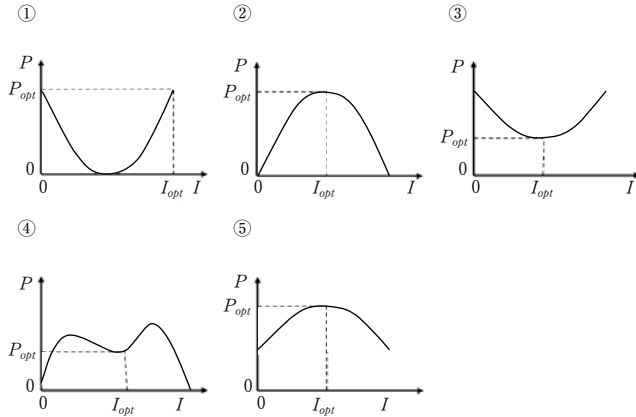 ① ② ③
P P P
P_opt P_opt P_opt
0 0 0
0 I_opt I 0 I_opt I 0 I_opt I
④ ⑤
P P
P_opt P_opt
0 0
0 I_opt I 0 I_opt I